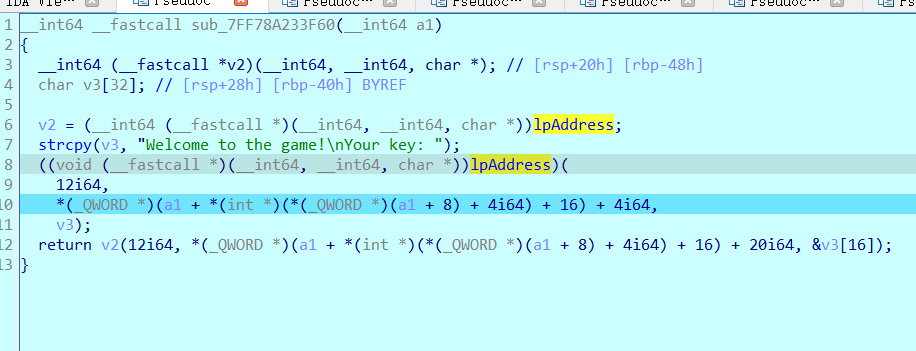 IDA Vie…
Pseudoc…
Pseudoc…
Pseudoc…
Pseudoc…
Pseudoc…
1 __int64 __fastcall sub_7FF78A233F60(__int64 a1)
2 {
3 __int64 (__fastcall *v2)(__int64, __int64, char *); // [rsp+20h] [rbp-48h]
4 char v3[32]; // [rsp+28h] [rbp-40h] BYREF
5
6 v2 = (__int64 (__fastcall *)(__int64, __int64, char *))lpAddress;
7 strcpy(v3, "Welcome to the game!\nYour key: ");
8 ((void (__fastcall *)(__int64, __int64, char *))lpAddress)(
9 12i64,
10 *(_QWORD *)(a1 + *(int *)(*(_QWORD *)(a1 + 8) + 4i64) + 16) + 4i64,
11 v3);
12 return v2(12i64, *(_QWORD *)(a1 + *(int *)(*(_QWORD *)(a1 + 8) + 4i64) + 16) + 20i64, &v3[16]);
13 }